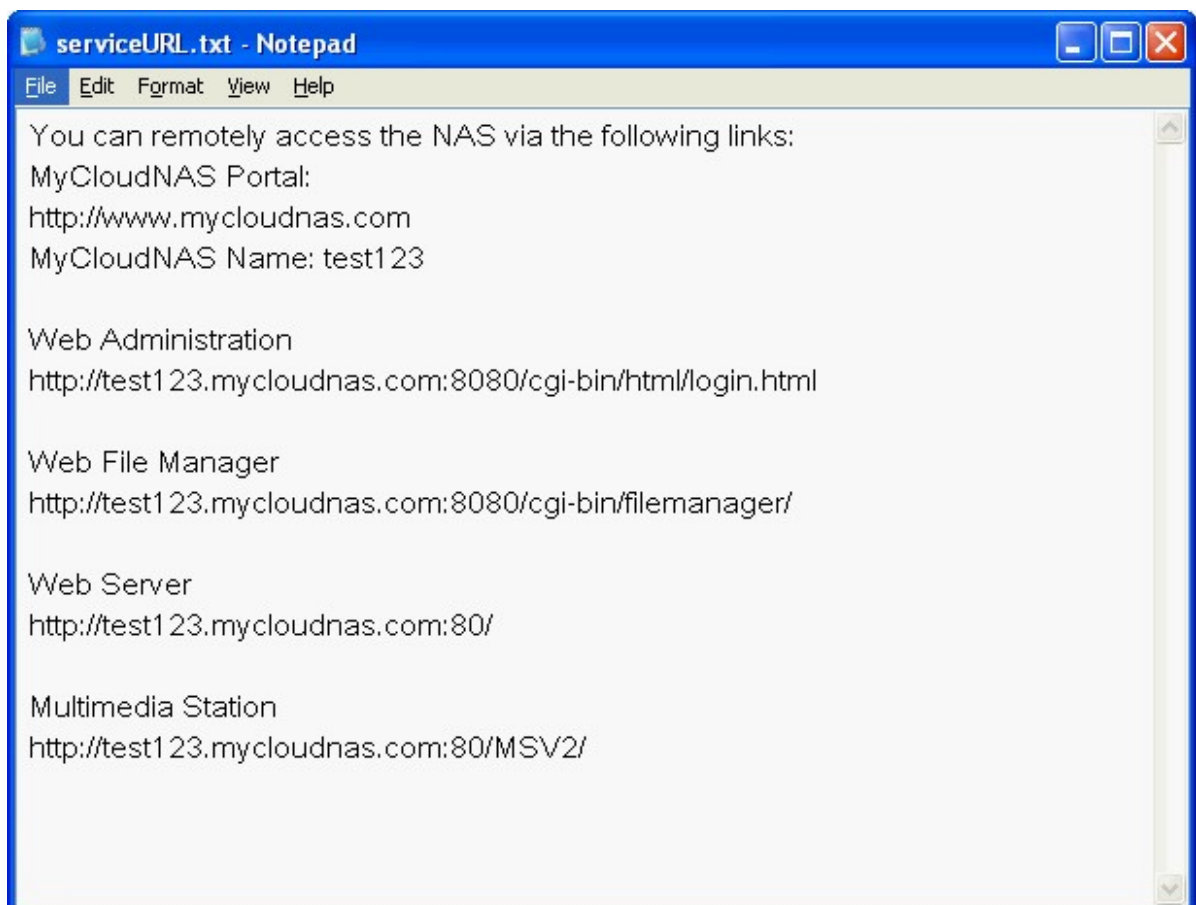 serviceURL.txt - Notepad
File Edit Format View Help
You can remotely access the NAS via the following links:
MyCloudNAS Portal:
http://www.mycloudnas.com
MyCloudNAS Name: test123
Web Administration
http://test123.mycloudnas.com:8080/cgi-bin/html/login.html
Web File Manager
http://test123.mycloudnas.com:8080/cgi-bin/filemanager/
Web Server
http://test123.mycloudnas.com:80/
Multimedia Station
http://test123.mycloudnas.com:80/MSV2/